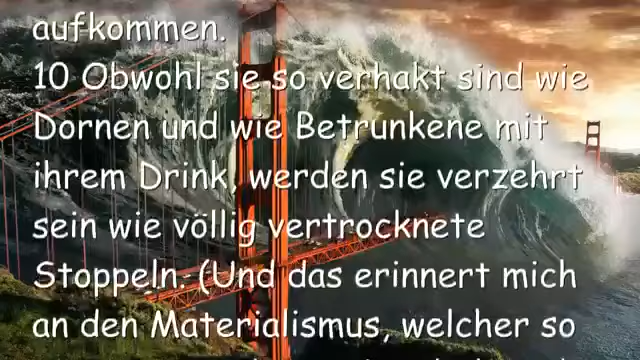 aufkommen.
10 Obwohl sie so verhakt sind wie
Dornen und wie Betrunkene mit
ihrem Drink, werden sie verzehrt
sein wie völlig vertrocknete
Stoppeln. (Und das erinnert mich
an den Materialismus, welcher so